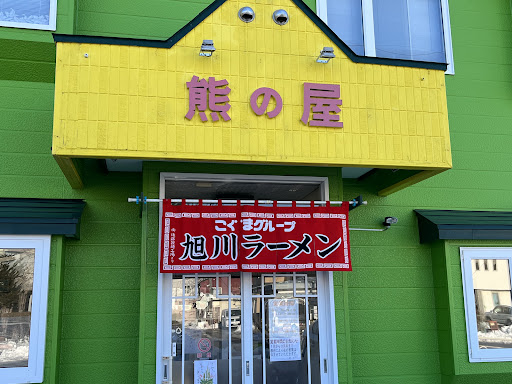 熊の屋
こぐまグループ
旭川ラーメン